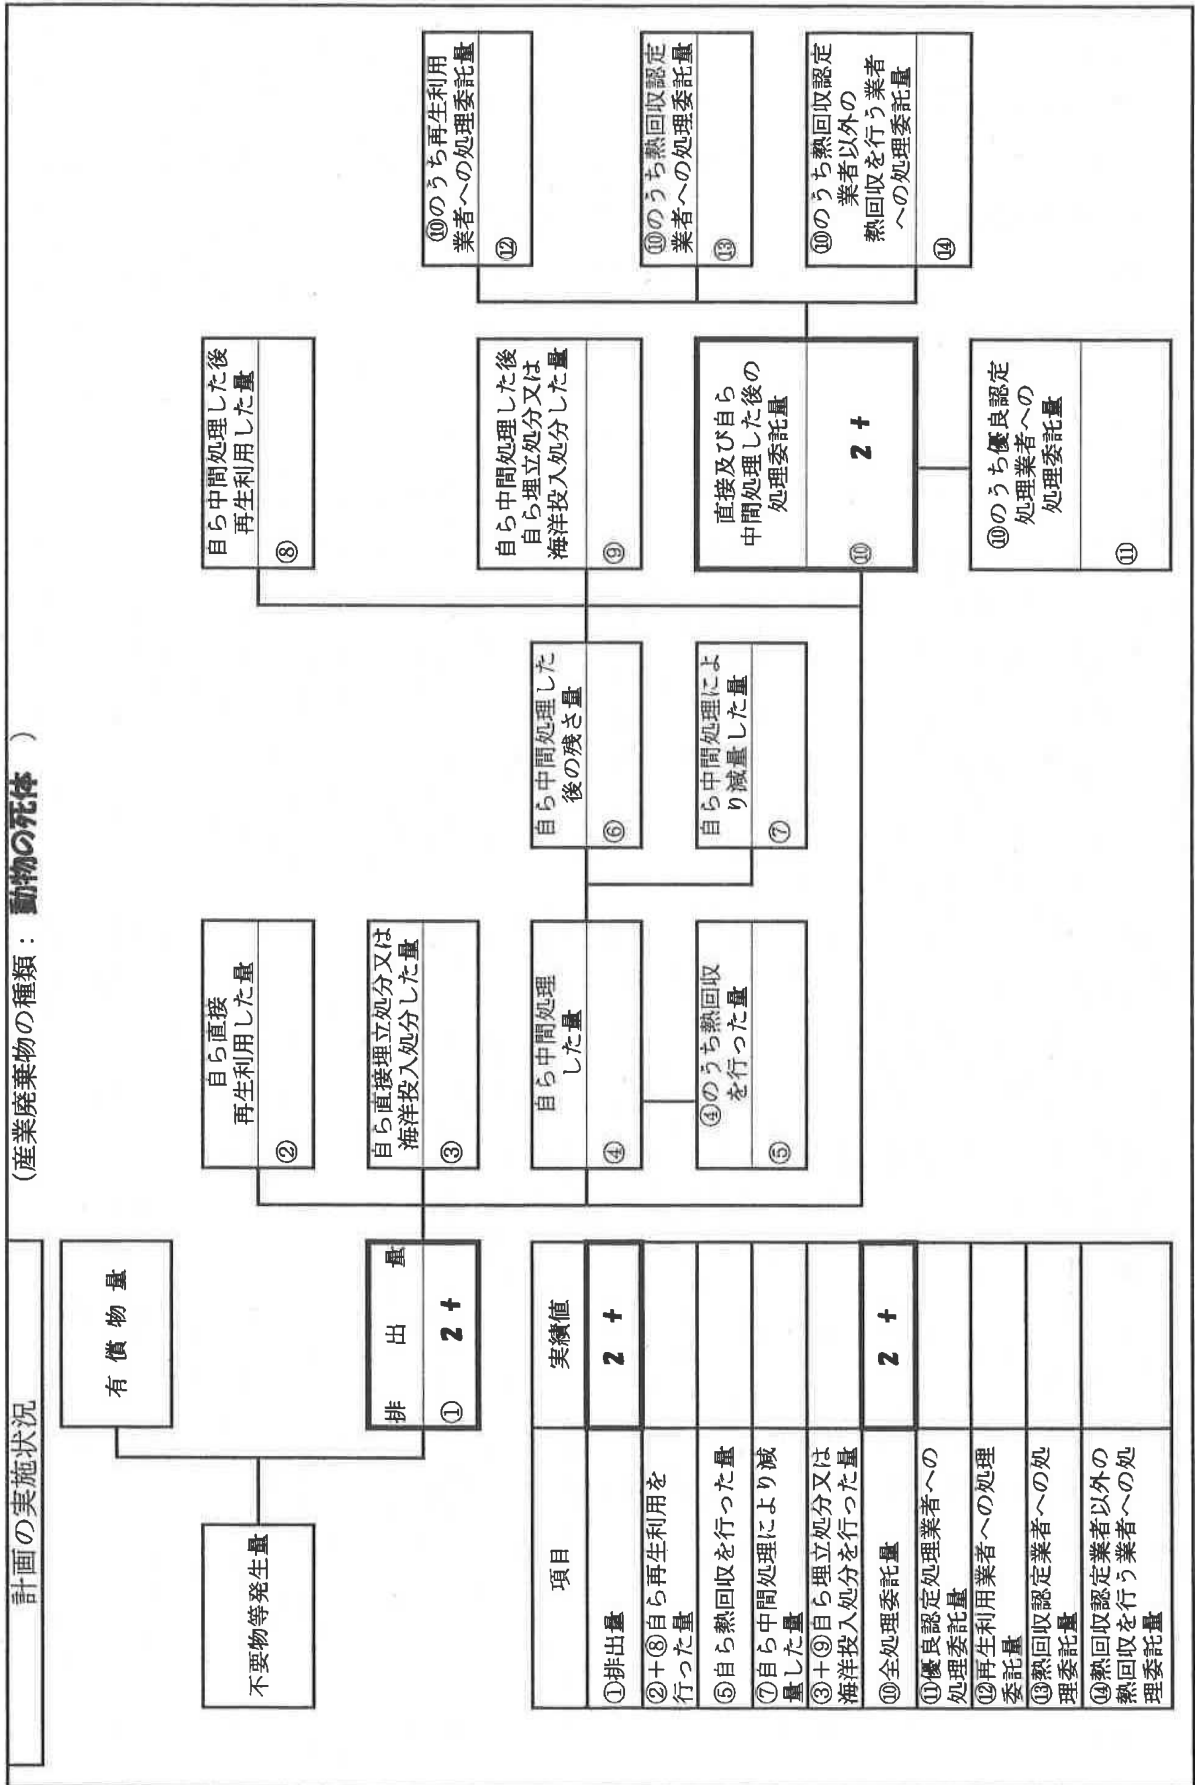 計画の実施状況
(産業廃棄物の種類： 動物の死体 )
不要物等発生量
有償物量
排出量
① 2 t
自ら直接
再生利用した量
②
自ら直接埋立処分又は
海洋投入処分した量
③
自ら中間処理
した量
④
④のうち熱回収
を行った量
⑤
自ら中間処理した
後の残さ量
⑥
自ら中間処理によ
り減量した量
⑦
自ら中間処理した後
再生利用した量
⑧
自ら中間処理した後
自ら埋立処分又は
海洋投入処分した量
⑨
直接及び自ら
中間処理した後の
処理委託量
⑩ 2 t
⑩のうち優良認定
処理業者への
処理委託量
⑪
⑩のうち再生利用
業者への処理委託量
⑫
⑩のうち熱回収認定
業者への処理委託量
⑬
⑩のうち熱回収認定
業者以外の
熱回収を行う業者
への処理委託量
⑭
項目 実績値
①排出量 2 t
②+⑧自ら再生利用を
行った量
⑤自ら熱回収を行った量
⑦自ら中間処理により減
量した量
③+⑨自ら埋立処分又は
海洋投入処分を行った量
⑩全処理委託量 2 t
⑪優良認定処理業者への
処理委託量
⑫再生利用業者への処理
委託量
⑬熱回収認定業者への処
理委託量
⑭熱回収認定業者以外の
熱回収を行う業者への処
理委託量